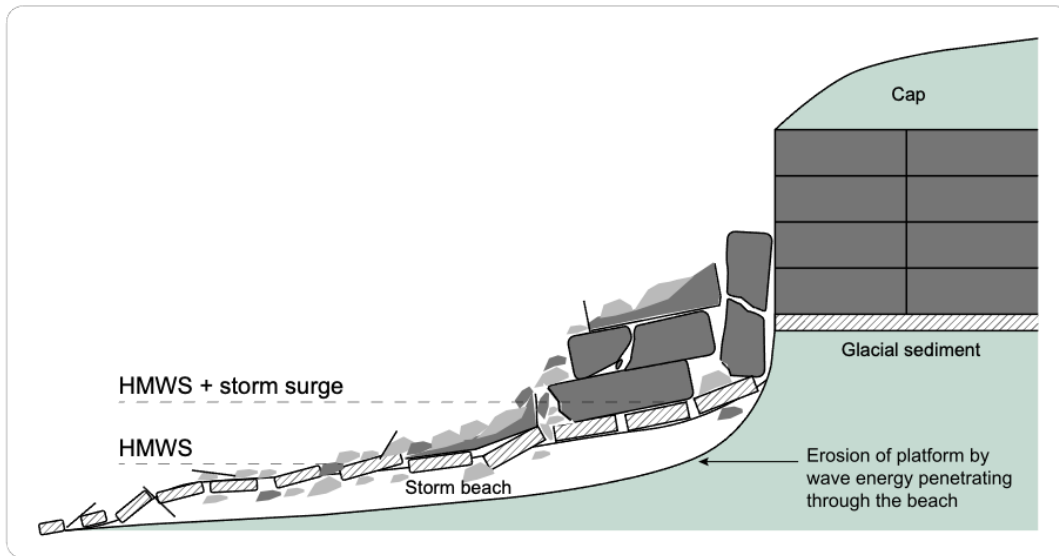 Cap
Glacial sediment
HMWS + storm surge
HMWS
Storm beach
Erosion of platform by
wave energy penetrating
through the beach